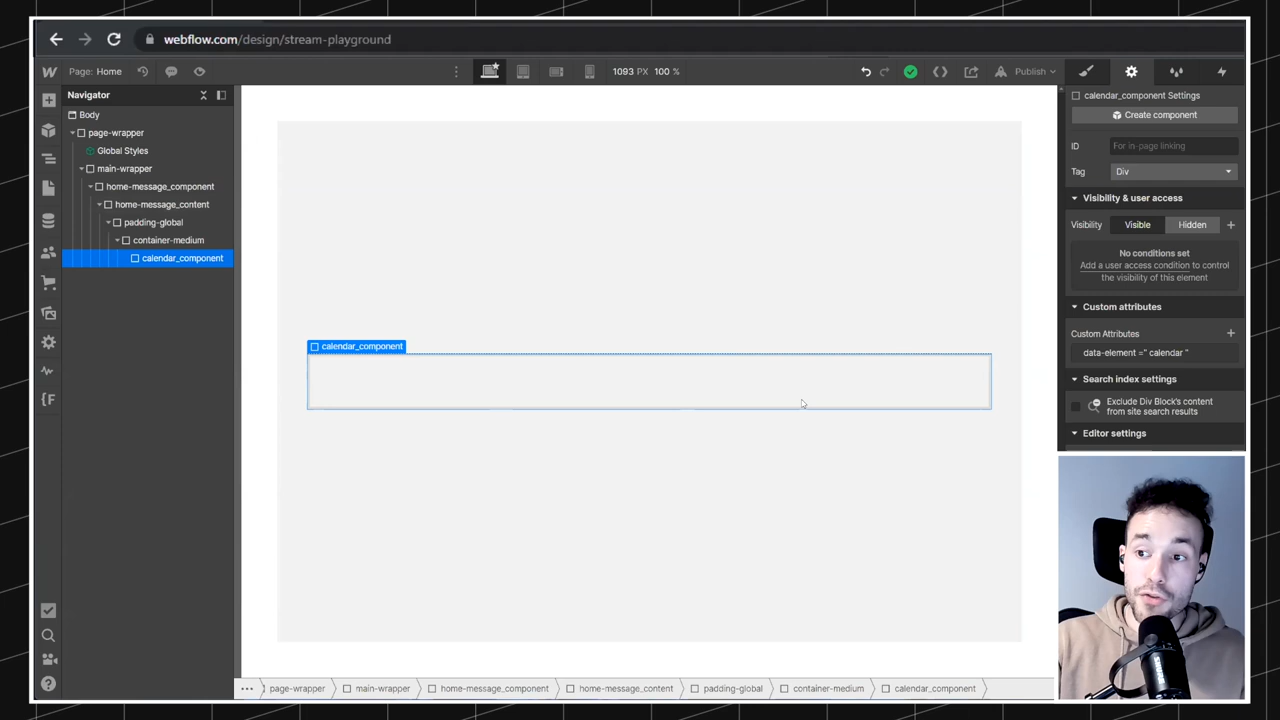 webflow.com/design/stream-playground
W
Page: Home
1093 PX 100 %
Publish
Navigator
Body
page-wrapper
Global Styles
main-wrapper
home-message_component
home-message_content
padding-global
container-medium
calendar_component
calendar_component
calendar_component Settings
Create component
ID For in-page linking
Tag Div
Visibility & user access
Visibility Visible Hidden
No conditions set
Add a user access condition to control
the visibility of this element
Custom attributes
Custom Attributes
data-element =" calendar "
Search index settings
Exclude Div Block's content
from site search results
Editor settings
page-wrapper main-wrapper home-message_component home-message_content padding-global container-medium calendar_component